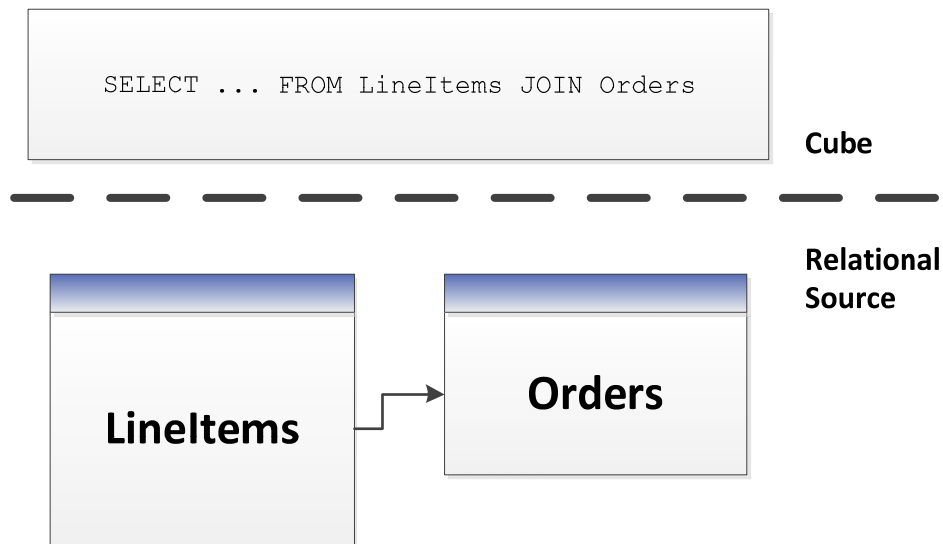 SELECT ... FROM LineItems JOIN Orders
Cube
Relational
Source
LineItems
Orders